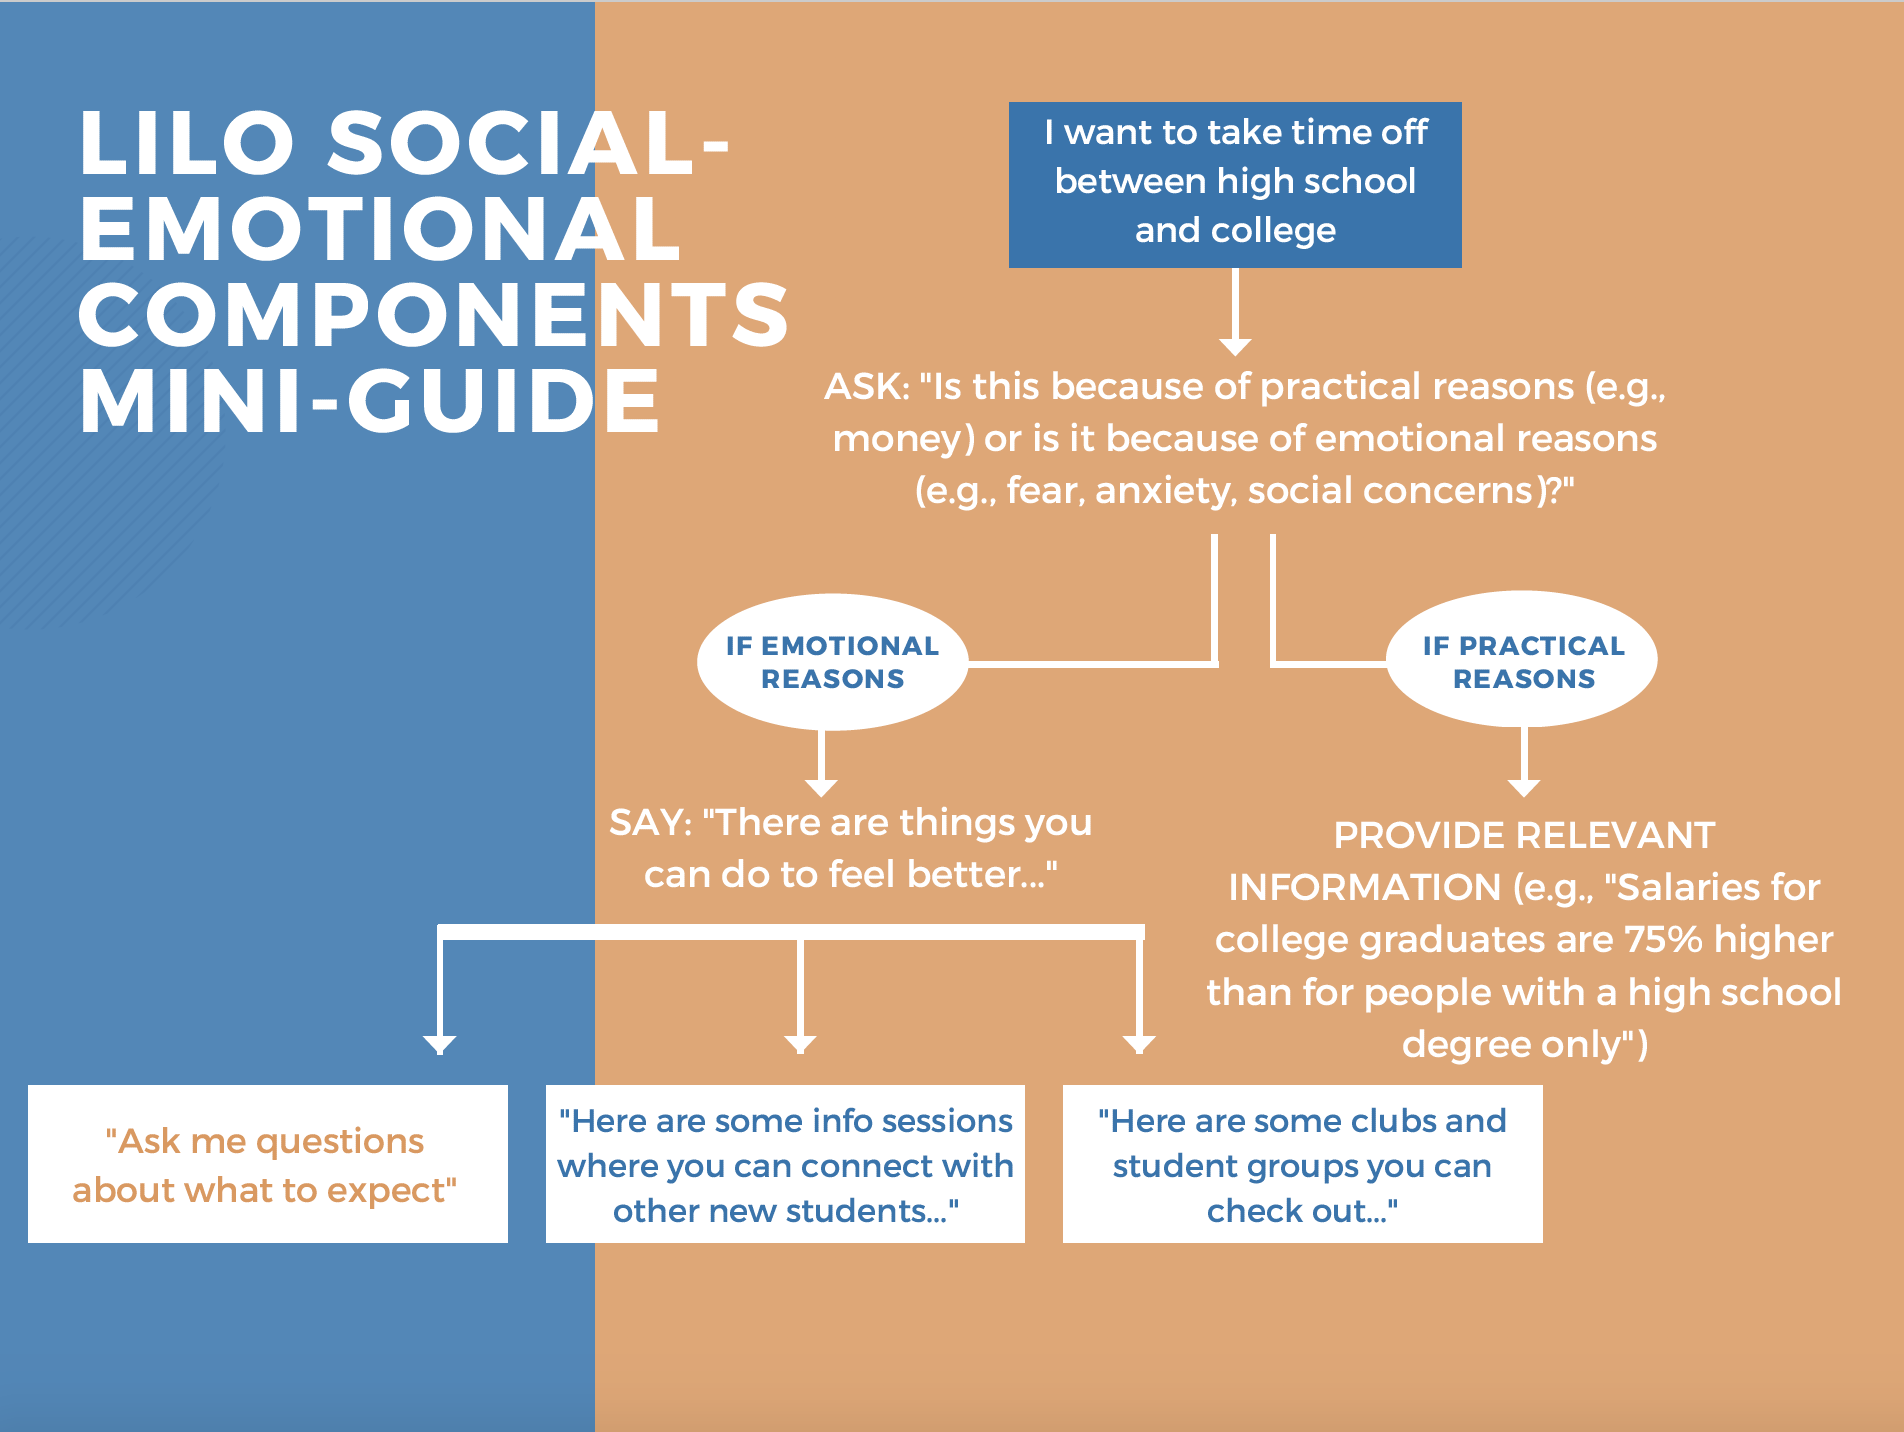 LILO SOCIAL-
EMOTIONAL
COMPONENTS
MINI-GUIDE
I want to take time off
between high school
and college
ASK: "Is this because of practical reasons (e.g.,
money) or is it because of emotional reasons
(e.g., fear, anxiety, social concerns)?"
IF EMOTIONAL
REASONS
IF PRACTICAL
REASONS
SAY: "There are things you
can do to feel better..."
PROVIDE RELEVANT
INFORMATION (e.g., "Salaries for
college graduates are 75% higher
than for people with a high school
degree only")
"Ask me questions
about what to expect"
"Here are some info sessions
where you can connect with
other new students..."
"Here are some clubs and
student groups you can
check out..."